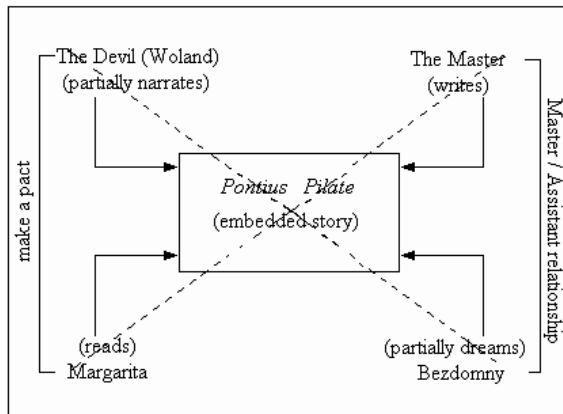 The Devil (Woland)
(partially narrates)
The Master
(writes)
make a pact
Pontius Pilate
(embedded story)
Master / Assistant relationship
(reads)
Margarita
(partially dreams)
Bezdomny